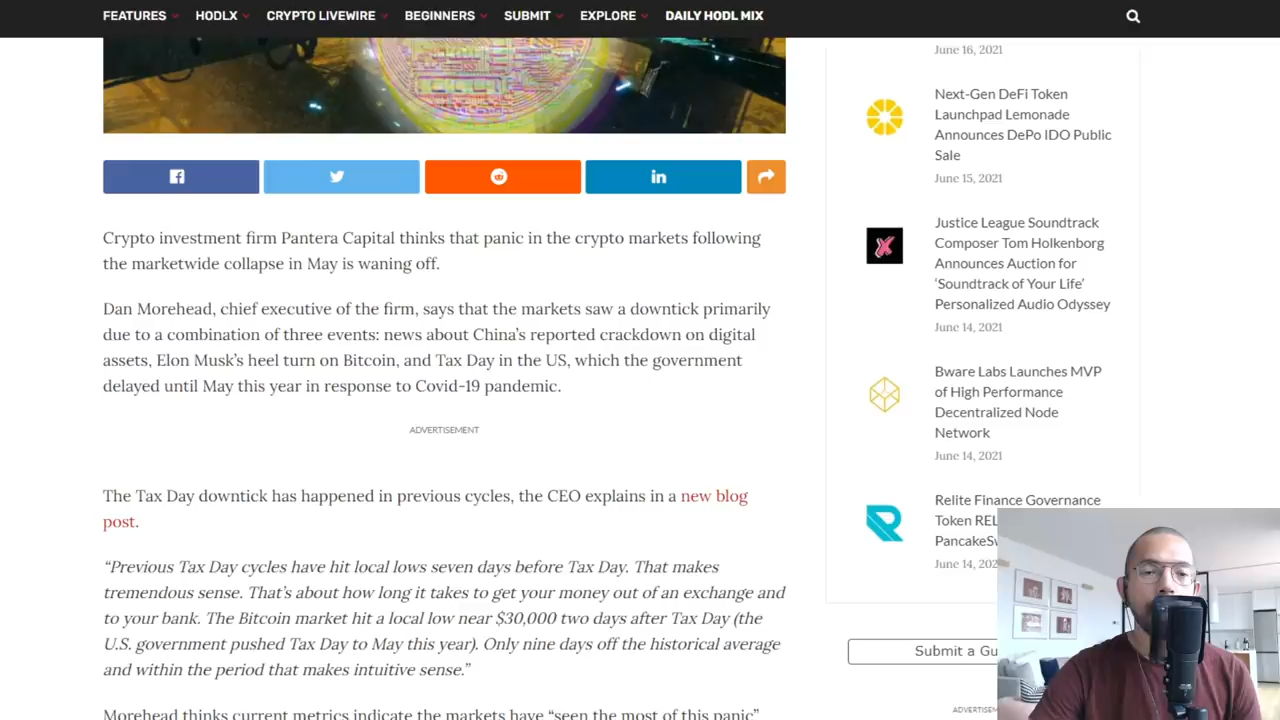 FEATURES HODLX CRYPTO LIVEWIRE BEGINNERS SUBMIT EXPLORE DAILY HODL MIX
Crypto investment firm Pantera Capital thinks that panic in the crypto markets following
the marketwide collapse in May is waning off.
Dan Morehead, chief executive of the firm, says that the markets saw a downtick primarily
due to a combination of three events: news about China’s reported crackdown on digital
assets, Elon Musk’s heel turn on Bitcoin, and Tax Day in the US, which the government
delayed until May this year in response to Covid-19 pandemic.
ADVERTISEMENT
The Tax Day downtick has happened in previous cycles, the CEO explains in a new blog
post.
“Previous Tax Day cycles have hit local lows seven days before Tax Day. That makes
tremendous sense. That’s about how long it takes to get your money out of an exchange and
to your bank. The Bitcoin market hit a local low near $30,000 two days after Tax Day (the
U.S. government pushed Tax Day to May this year). Only nine days off the historical average
and within the period that makes intuitive sense.”
Morehead thinks current metrics indicate the markets have “seen the most of this panic”
June 16, 2021
Next-Gen DeFi Token
Launchpad Lemonade
Announces DePo IDO Public
Sale
June 15, 2021
Justice League Soundtrack
Composer Tom Holkenborg
Announces Auction for
‘Soundtrack of Your Life’
Personalized Audio Odyssey
June 14, 2021
Bware Labs Launches MVP
of High Performance
Decentralized Node
Network
June 14, 2021
Relite Finance Governance
Token
June 14,
Submit a